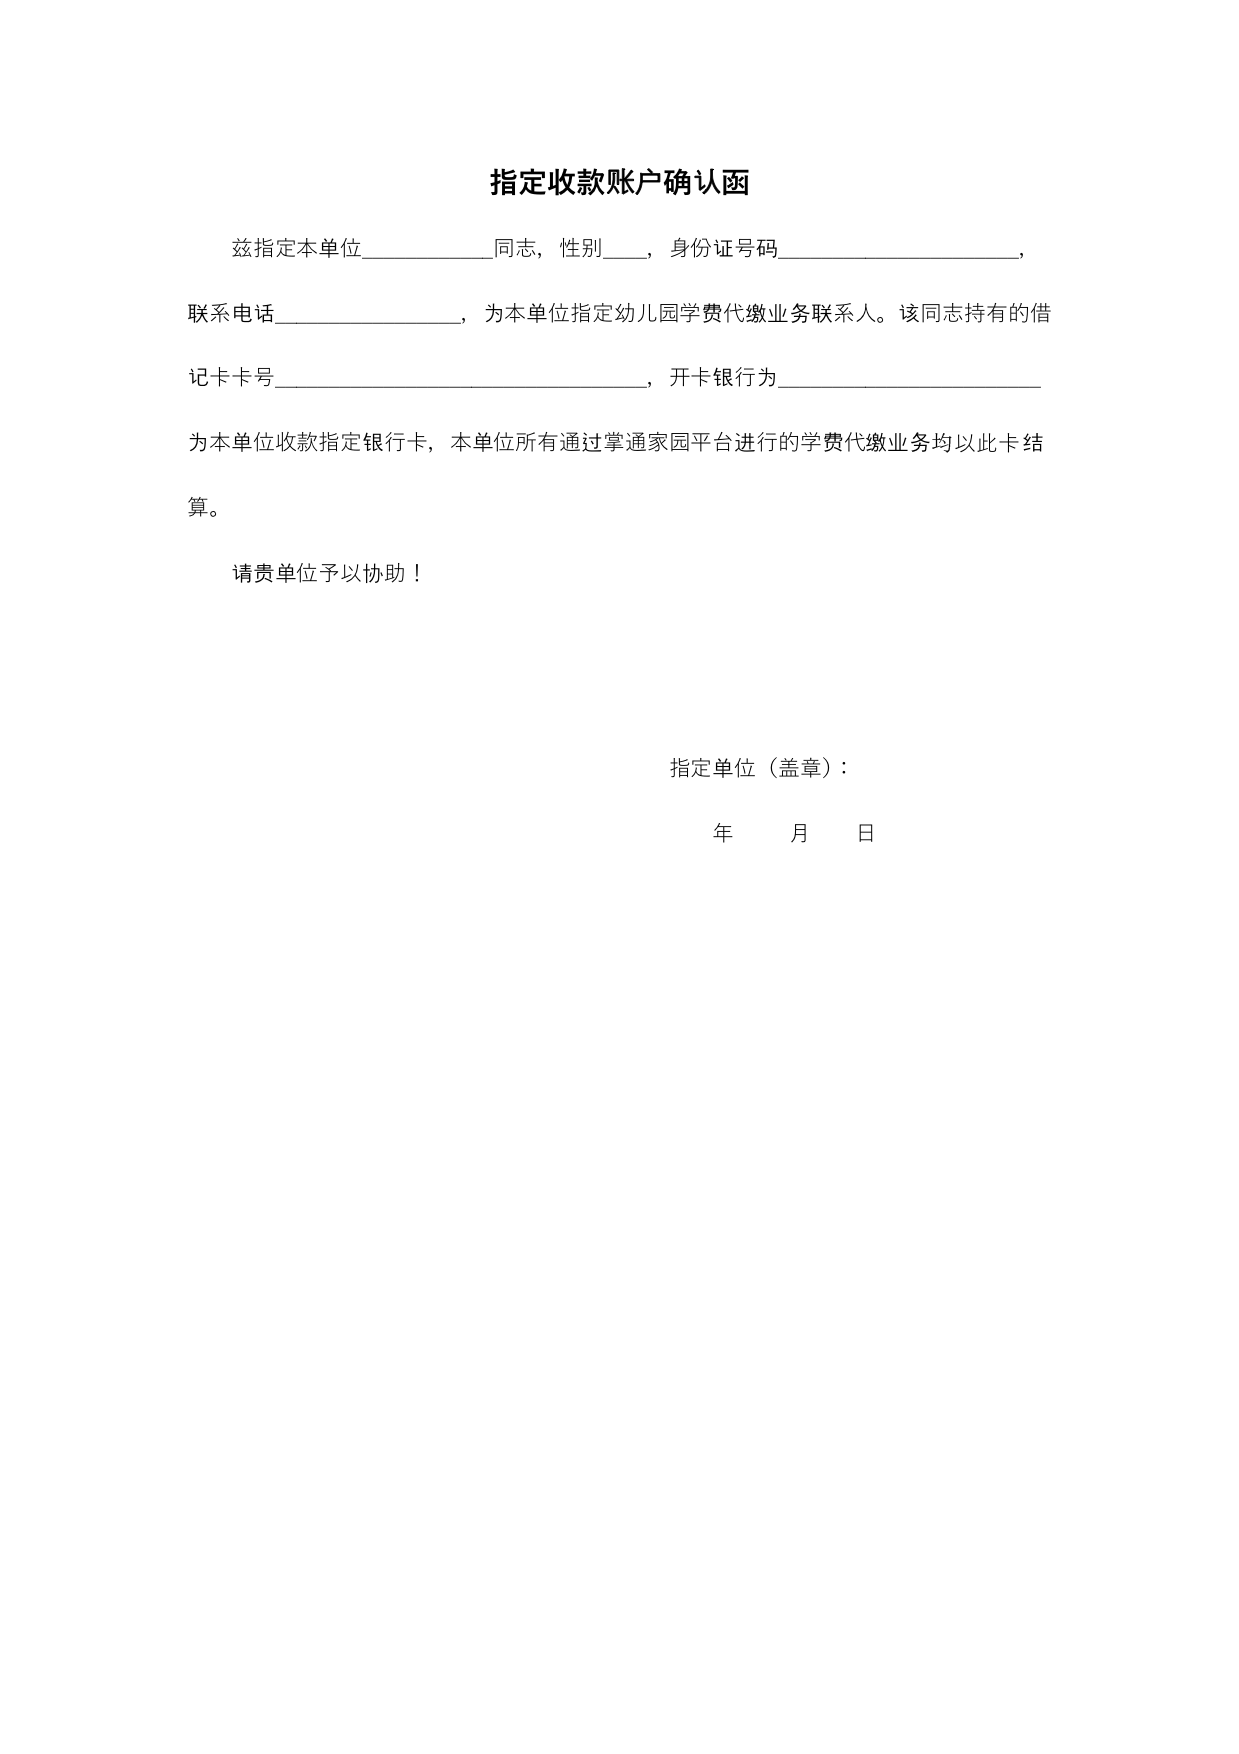 指定收款账户确认函
兹指定本单位____________同志，性别____，身份证号码______________________，
联系电话_________________，为本单位指定幼儿园学费代缴业务联系人。该同志持有的借
记卡卡号__________________________________，开卡银行为________________________
为本单位收款指定银行卡，本单位所有通过掌通家园平台进行的学费代缴业务均以此卡结
算。
请贵单位予以协助！
指定单位（盖章）：
年 月 日